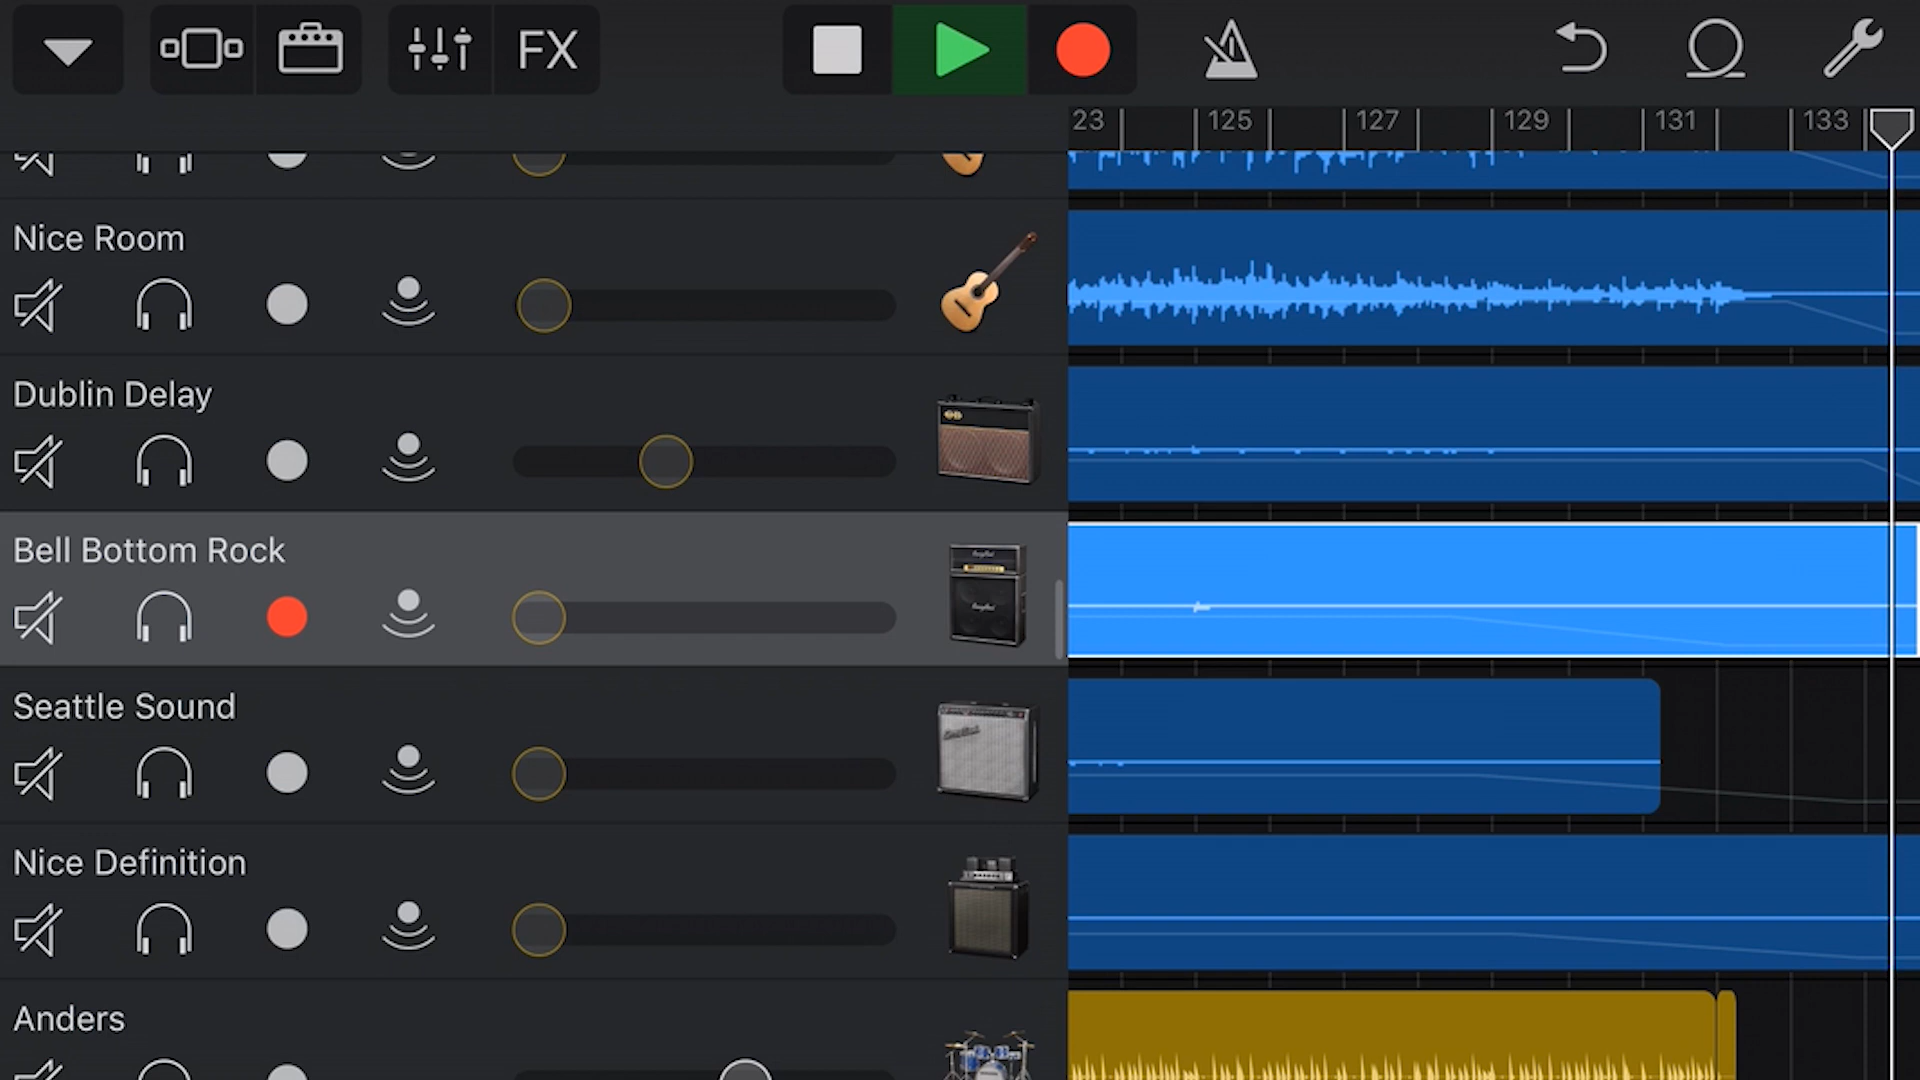 FX
23 125 127 129 131 133
Nice Room
Dublin Delay
Bell Bottom Rock
Seattle Sound
Nice Definition
Anders